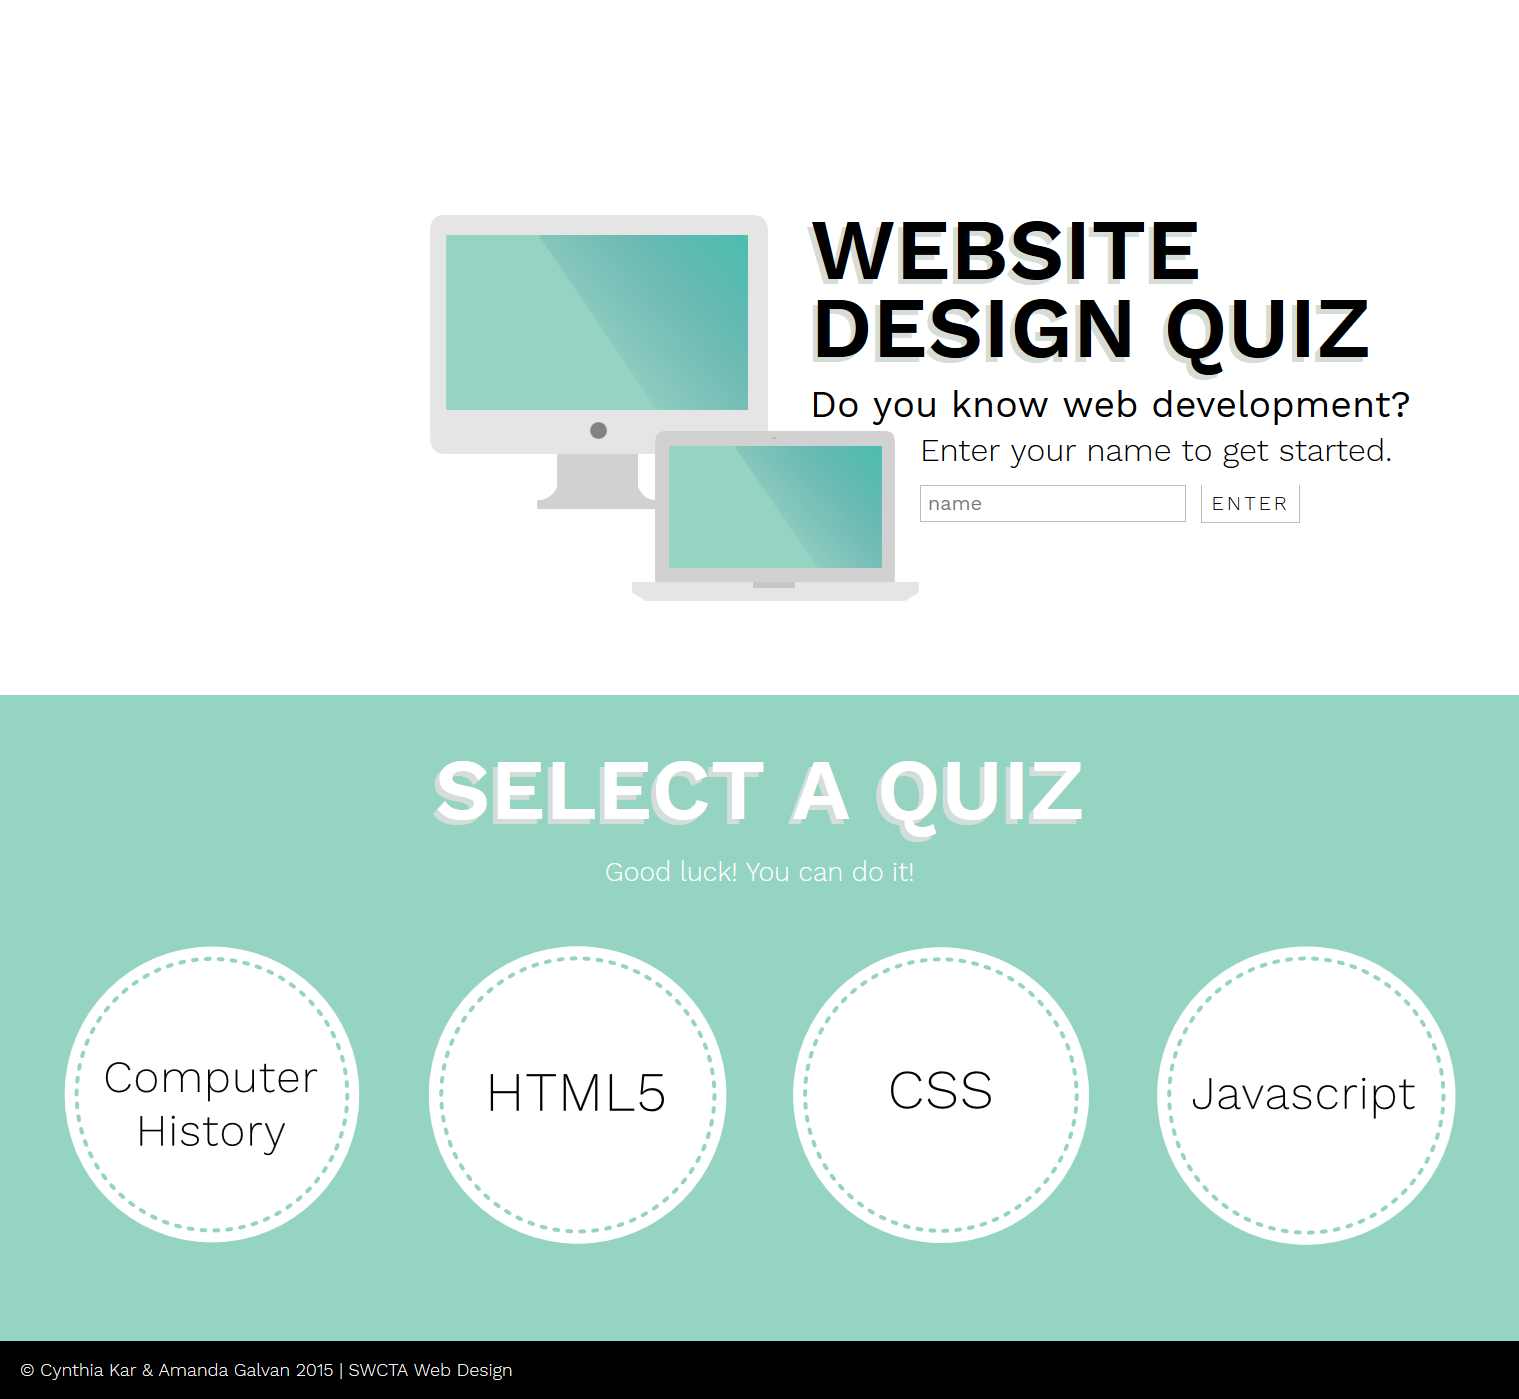 WEBSITE
DESIGN QUIZ
Do you know web development?
Enter your name to get started.
name
ENTER
SELECT A QUIZ
Good luck! You can do it!
Computer
History
HTML5
CSS
Javascript
© Cynthia Kar & Amanda Galvan 2015 | SWCTA Web Design